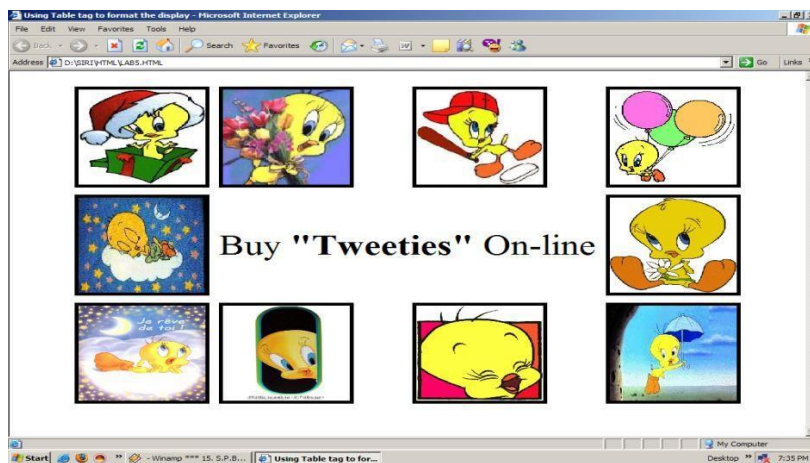 Using Table tag to format the display - Microsoft Internet Explorer
File Edit View Favorites Tools Help
Back Search Favorites
Address D:\SIRI\HTML\LAB5.HTML Go Links
Buy "Tweeties" On-line
Je rêve
de toi !
My Computer
Start - Winamp *** 15. S.P.B... Using Table tag to for... Desktop 7:35 PM